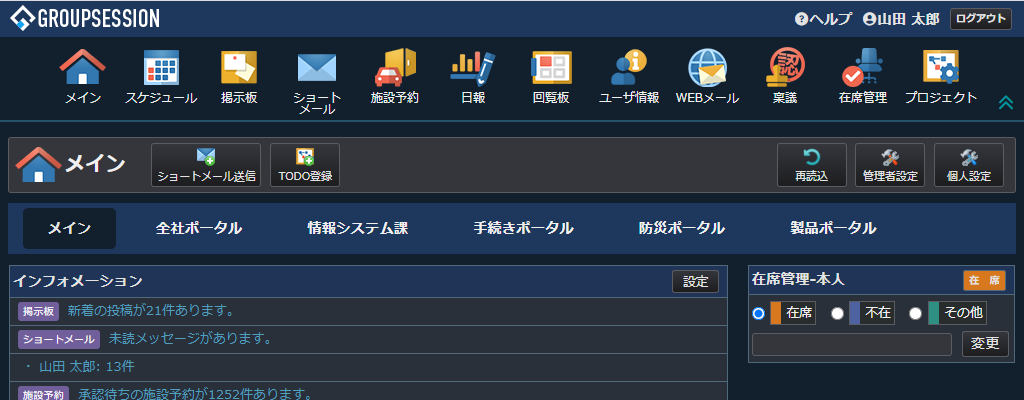 GROUPSESSION
ヘルプ 山田 太郎 ログアウト
メイン スケジュール 掲示板 ショートメール 施設予約 日報 回覧板 ユーザ情報 WEBメール 稟議 在席管理 プロジェクト
認
メイン ショートメール送信 TODO登録 再読込 管理者設定 個人設定
メイン 全社ポータル 情報システム課 手続きポータル 防災ポータル 製品ポータル
インフォメーション 設定
掲示板 新着の投稿が21件あります。
ショートメール 未読メッセージがあります。
・ 山田 太郎: 13件
施設予約 承認待ちの施設予約が1252件あります。
在席管理-本人 在 席
在席 不在 その他
変更